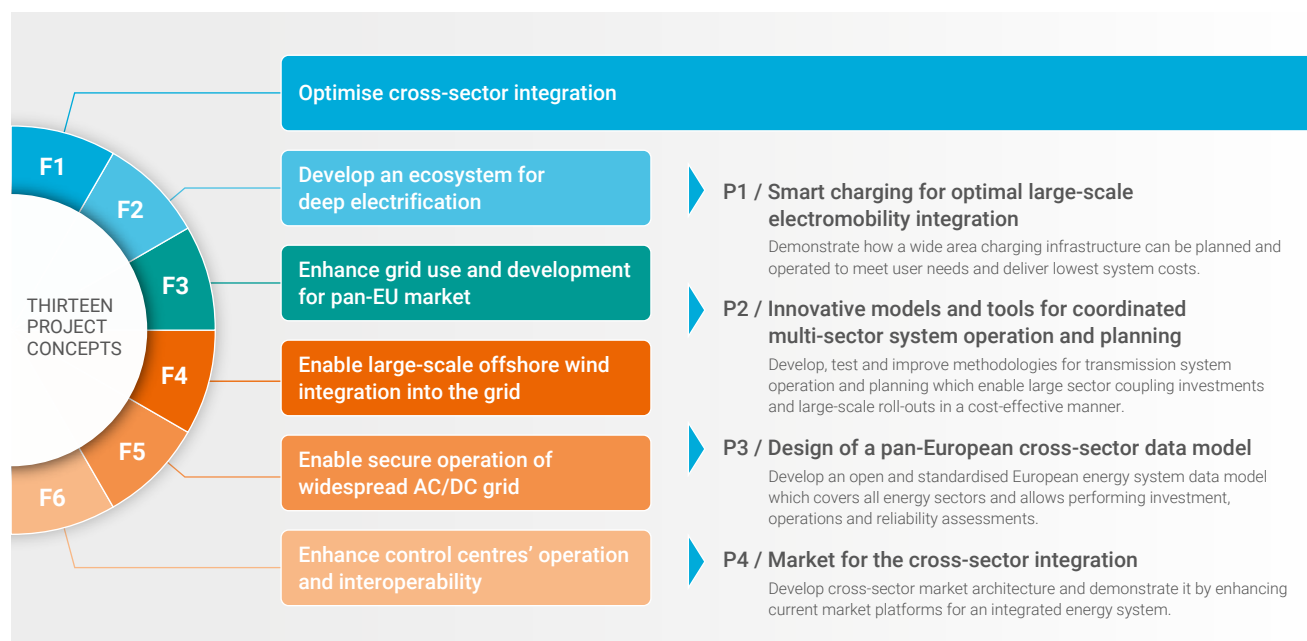 THIRTEEN
PROJECT
CONCEPTS
F1
F2
F3
F4
F5
F6
Optimise cross-sector integration
Develop an ecosystem for
deep electrification
Enhance grid use and development
for pan-EU market
Enable large-scale offshore wind
integration into the grid
Enable secure operation of
widespread AC/DC grid
Enhance control centres’ operation
and interoperability
P1 / Smart charging for optimal large-scale
electromobility integration
Demonstrate how a wide area charging infrastructure can be planned and
operated to meet user needs and deliver lowest system costs.
P2 / Innovative models and tools for coordinated
multi-sector system operation and planning
Develop, test and improve methodologies for transmission system
operation and planning which enable large sector coupling investments
and large-scale roll-outs in a cost-effective manner.
P3 / Design of a pan-European cross-sector data model
Develop an open and standardised European energy system data model
which covers all energy sectors and allows performing investment,
operations and reliability assessments.
P4 / Market for the cross-sector integration
Develop cross-sector market architecture and demonstrate it by enhancing
current market platforms for an integrated energy system.